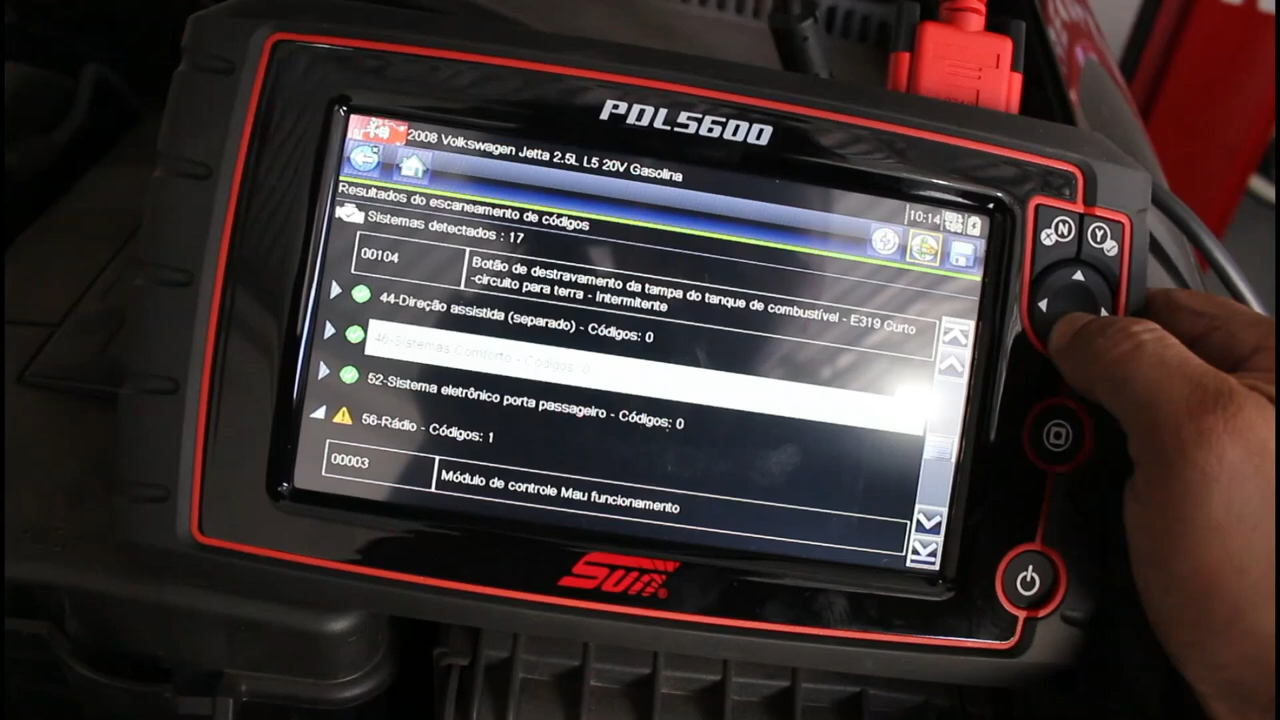 PDL5600
2008 Volkswagen Jetta 2.5L L5 20V Gasolina
10:14
Resultados do escaneamento de códigos
Sistemas detectados : 17
00104
Botão de destravamento da tampa do tanque de combustível - E319 Curto
-circuito para terra - Intermitente
44-Direção assistida (separado) - Códigos: 0
46-Sistemas Comforto - Códigos: 0
52-Sistema eletrônico porta passageiro - Códigos: 0
56-Rádio - Códigos: 1
00003
Módulo de controle Mau funcionamento
Sun®
N
Y